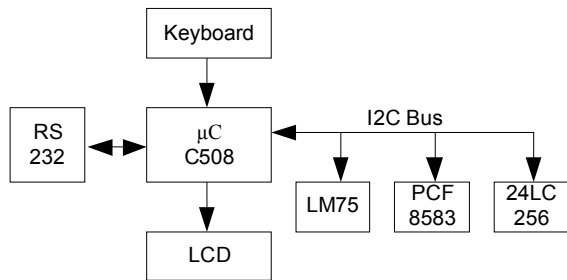 Keyboard
RS
232
μC
C508
I2C Bus
LM75
PCF
8583
24LC
256
LCD